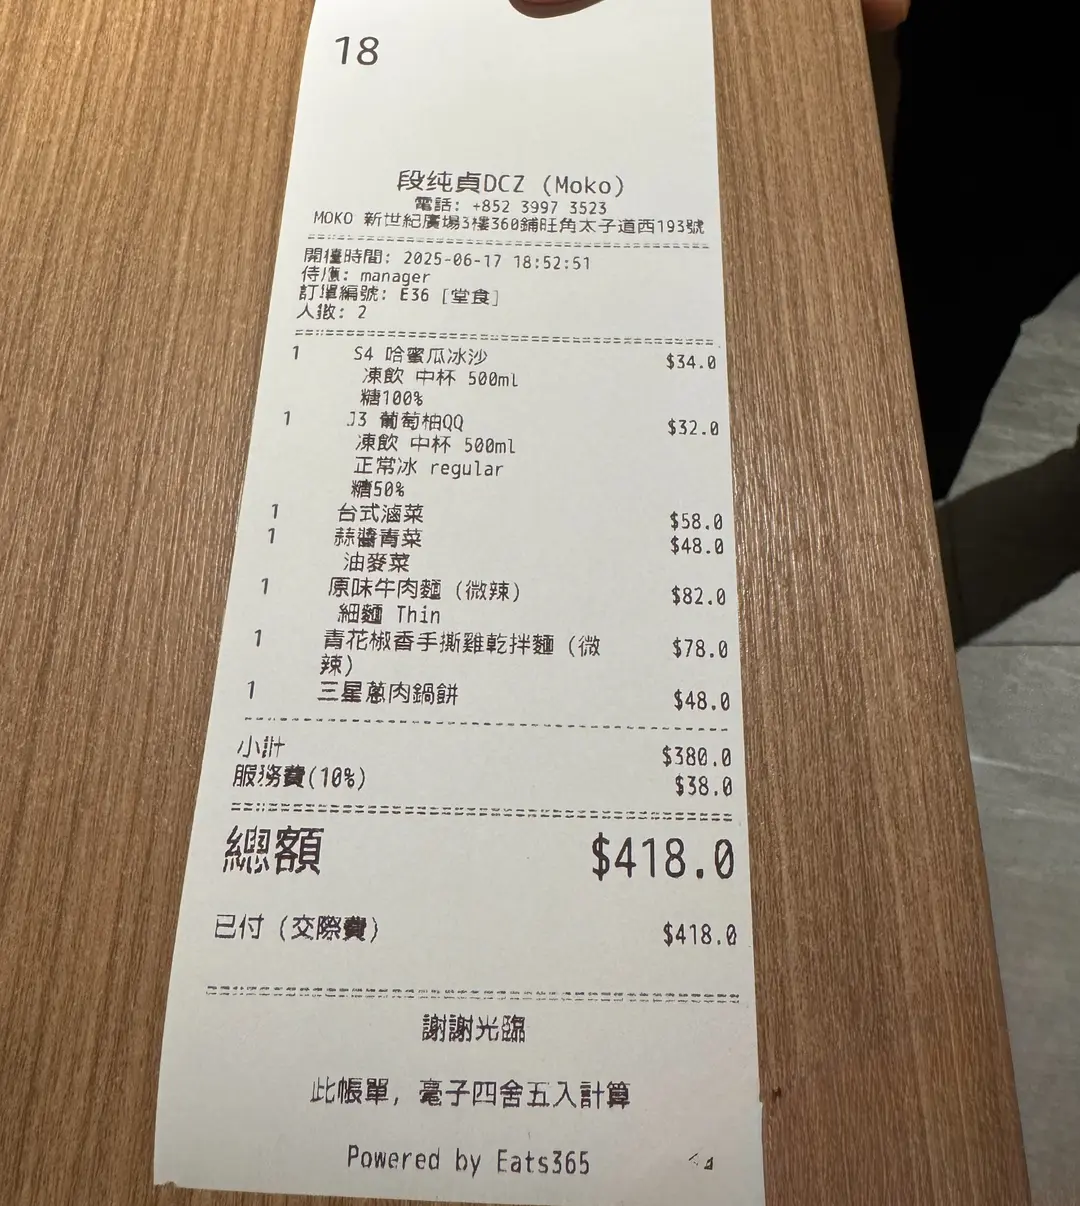 18
段纯貞DCZ (Moko)
電話: +852 3997 3523
MOKO 新世紀廣場3樓360鋪旺角太子道西193號
開檯時間: 2025-06-17 18:52:51
侍應: manager
訂單編號: E36 [堂食]
人數: 2
1 S4 哈蜜瓜冰沙 $34.0
凍飲 中杯 500ml
糖100%
1 J3 葡萄柚QQ $32.0
凍飲 中杯 500ml
正常冰 regular
糖50%
1 台式滷菜 $58.0
1 蒜醬青菜 $48.0
油麥菜
1 原味牛肉麵 (微辣) $82.0
細麵 Thin
1 青花椒香手撕雞乾拌麵 (微 $78.0
辣)
1 三星蔥肉鍋餅 $48.0
小計 $380.0
服務費(10%) $38.0
總額 $418.0
已付 (交際費) $418.0
謝謝光臨
此帳單, 毫子四舍五入計算
Powered by Eats365